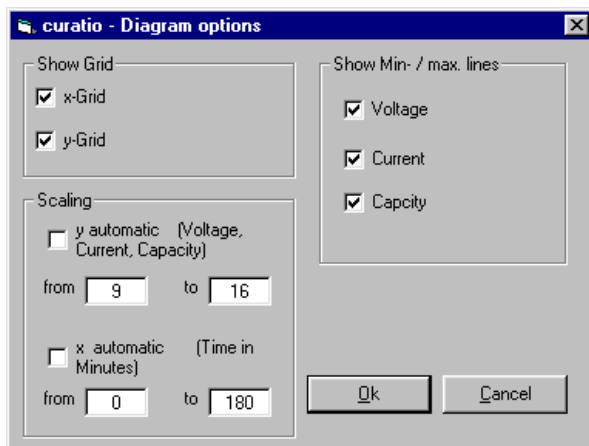 curatio - Diagram options
Show Grid
x-Grid
y-Grid
Scaling
y automatic (Voltage,
Current, Capacity)
from 9 to 16
x automatic (Time in
Minutes)
from 0 to 180
Show Min- / max. lines
Voltage
Current
Capcity
Ok Cancel